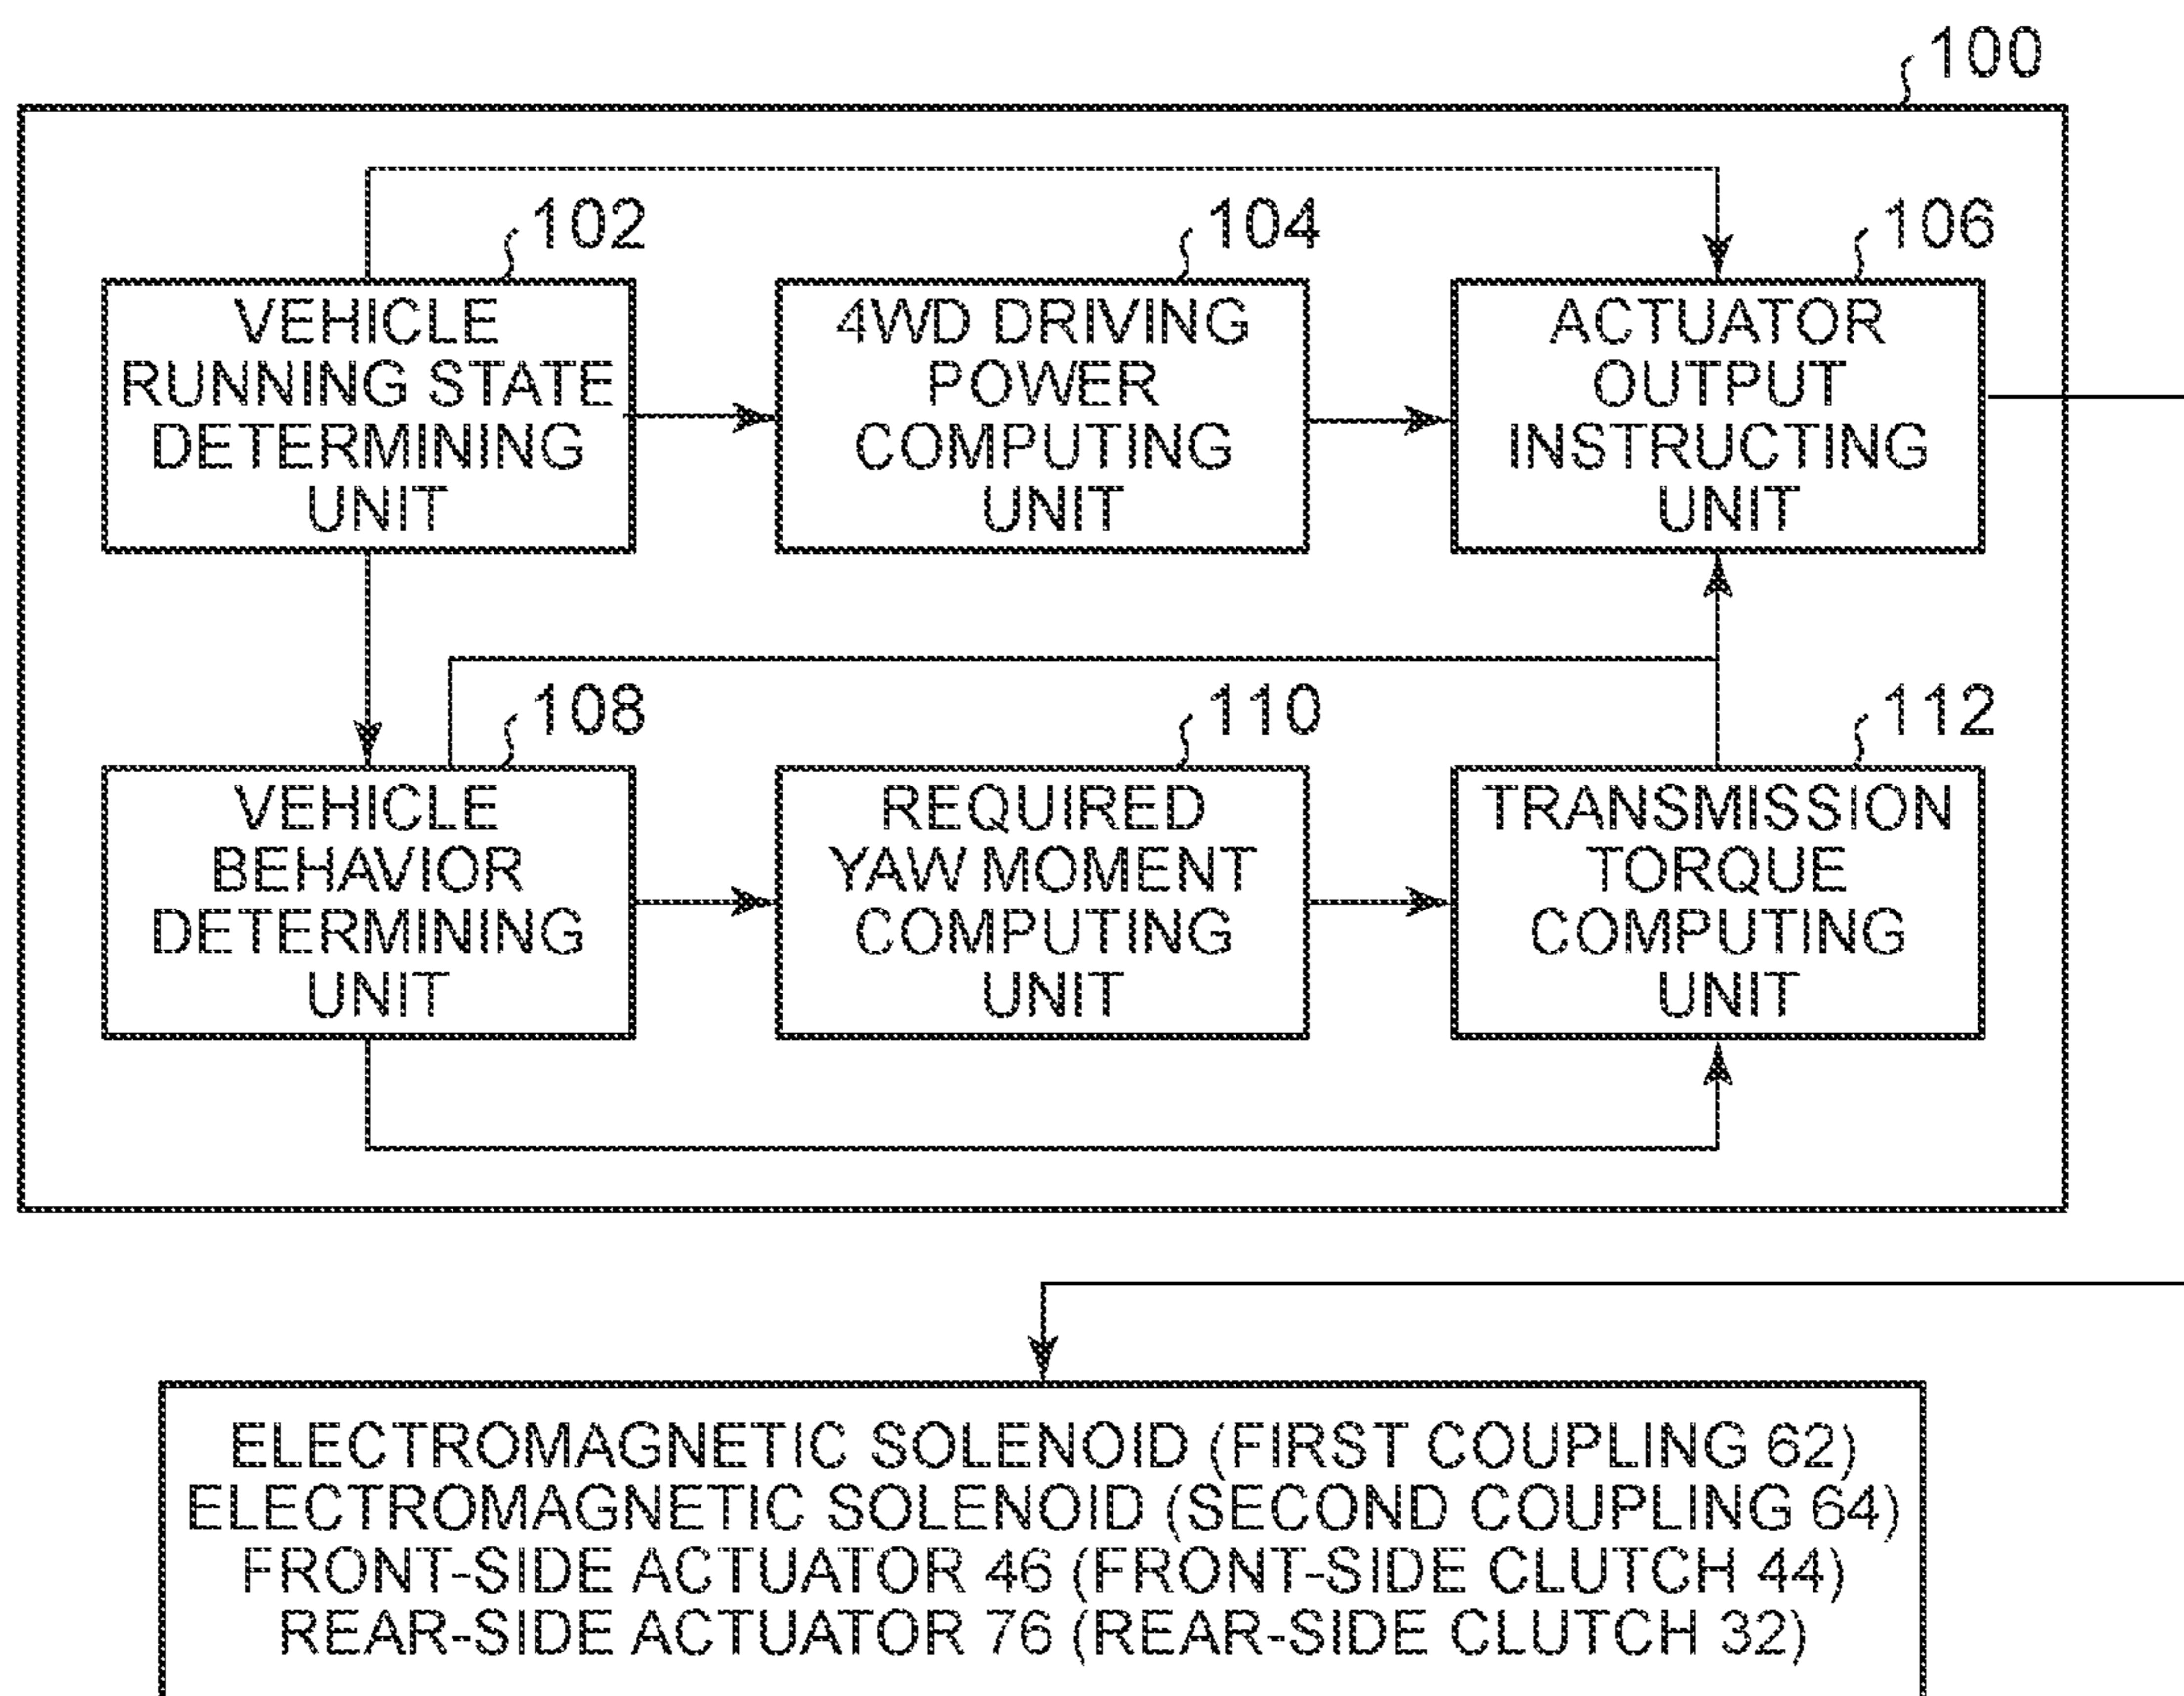 100
102
104
106
VEHICLE
RUNNING STATE
DETERMINING
UNIT
4WD DRIVING
POWER
COMPUTING
UNIT
ACTUATOR
OUTPUT
INSTRUCTING
UNIT
108
110
112
VEHICLE
BEHAVIOR
DETERMINING
UNIT
REQUIRED
YAW MOMENT
COMPUTING
UNIT
TRANSMISSION
TORQUE
COMPUTING
UNIT
ELECTROMAGNETIC SOLENOID (FIRST COUPLING 62)
ELECTROMAGNETIC SOLENOID (SECOND COUPLING 64)
FRONT-SIDE ACTUATOR 46 (FRONT-SIDE CLUTCH 44)
REAR-SIDE ACTUATOR 76 (REAR-SIDE CLUTCH 32)